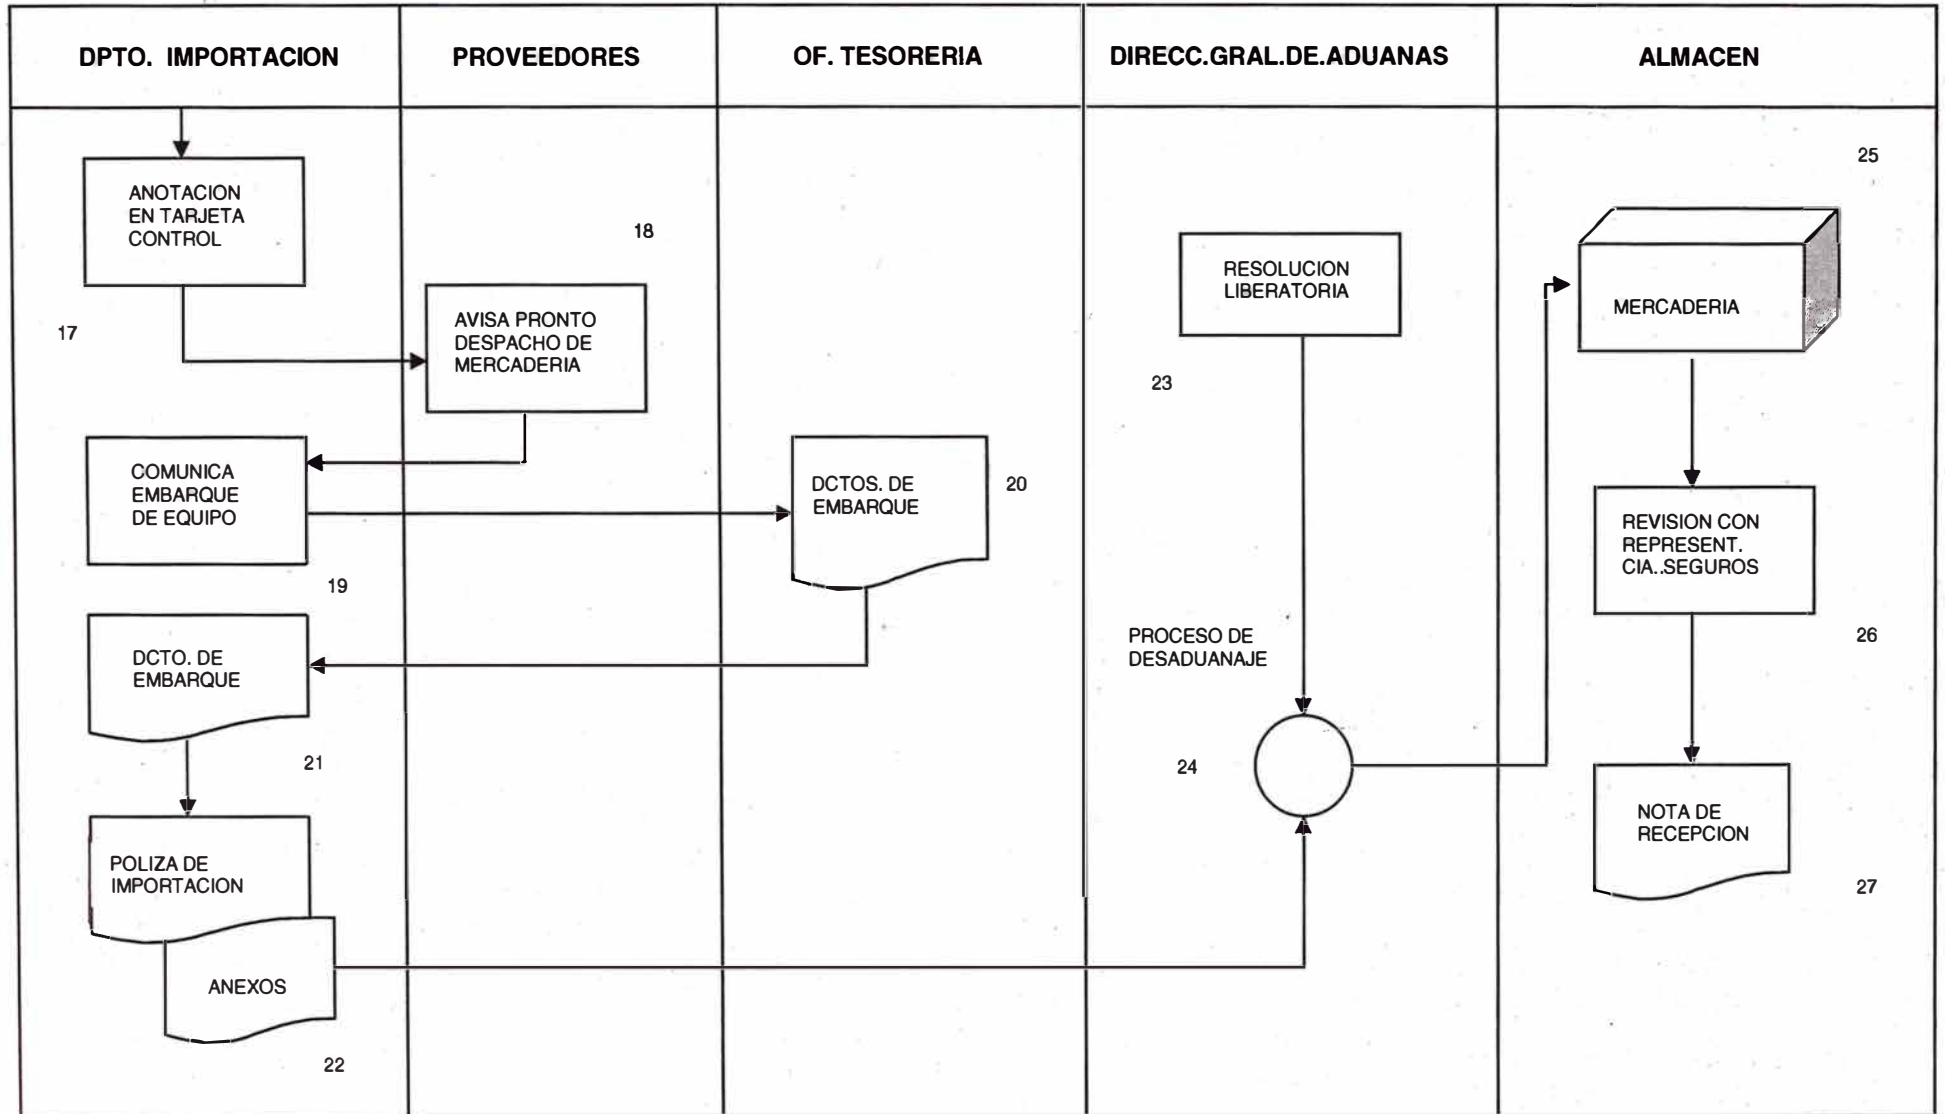 DPTO. IMPORTACION
PROVEEDORES
OF. TESORERIA
DIRECC.GRAL.DE.ADUANAS
ALMACEN
ANOTACION
EN TARJETA
CONTROL
17
18
AVISA PRONTO
DESPACHO DE
MERCADERIA
COMUNICA
EMBARQUE
DE EQUIPO
19
DCTOS. DE
EMBARQUE
20
DCTO. DE
EMBARQUE
21
POLIZA DE
IMPORTACION
ANEXOS
22
RESOLUCION
LIBERATORIA
23
PROCESO DE
DESADUANAJE
24
25
MERCADERIA
REVISION CON
REPRESENT.
CIA..SEGUROS
26
NOTA DE
RECEPCION
27